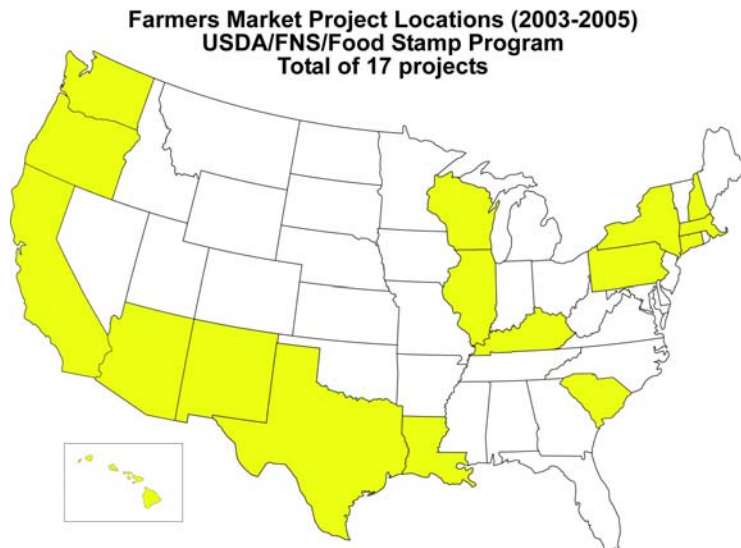 Farmers Market Project Locations (2003-2005)
USDA/FNS/Food Stamp Program
Total of 17 projects